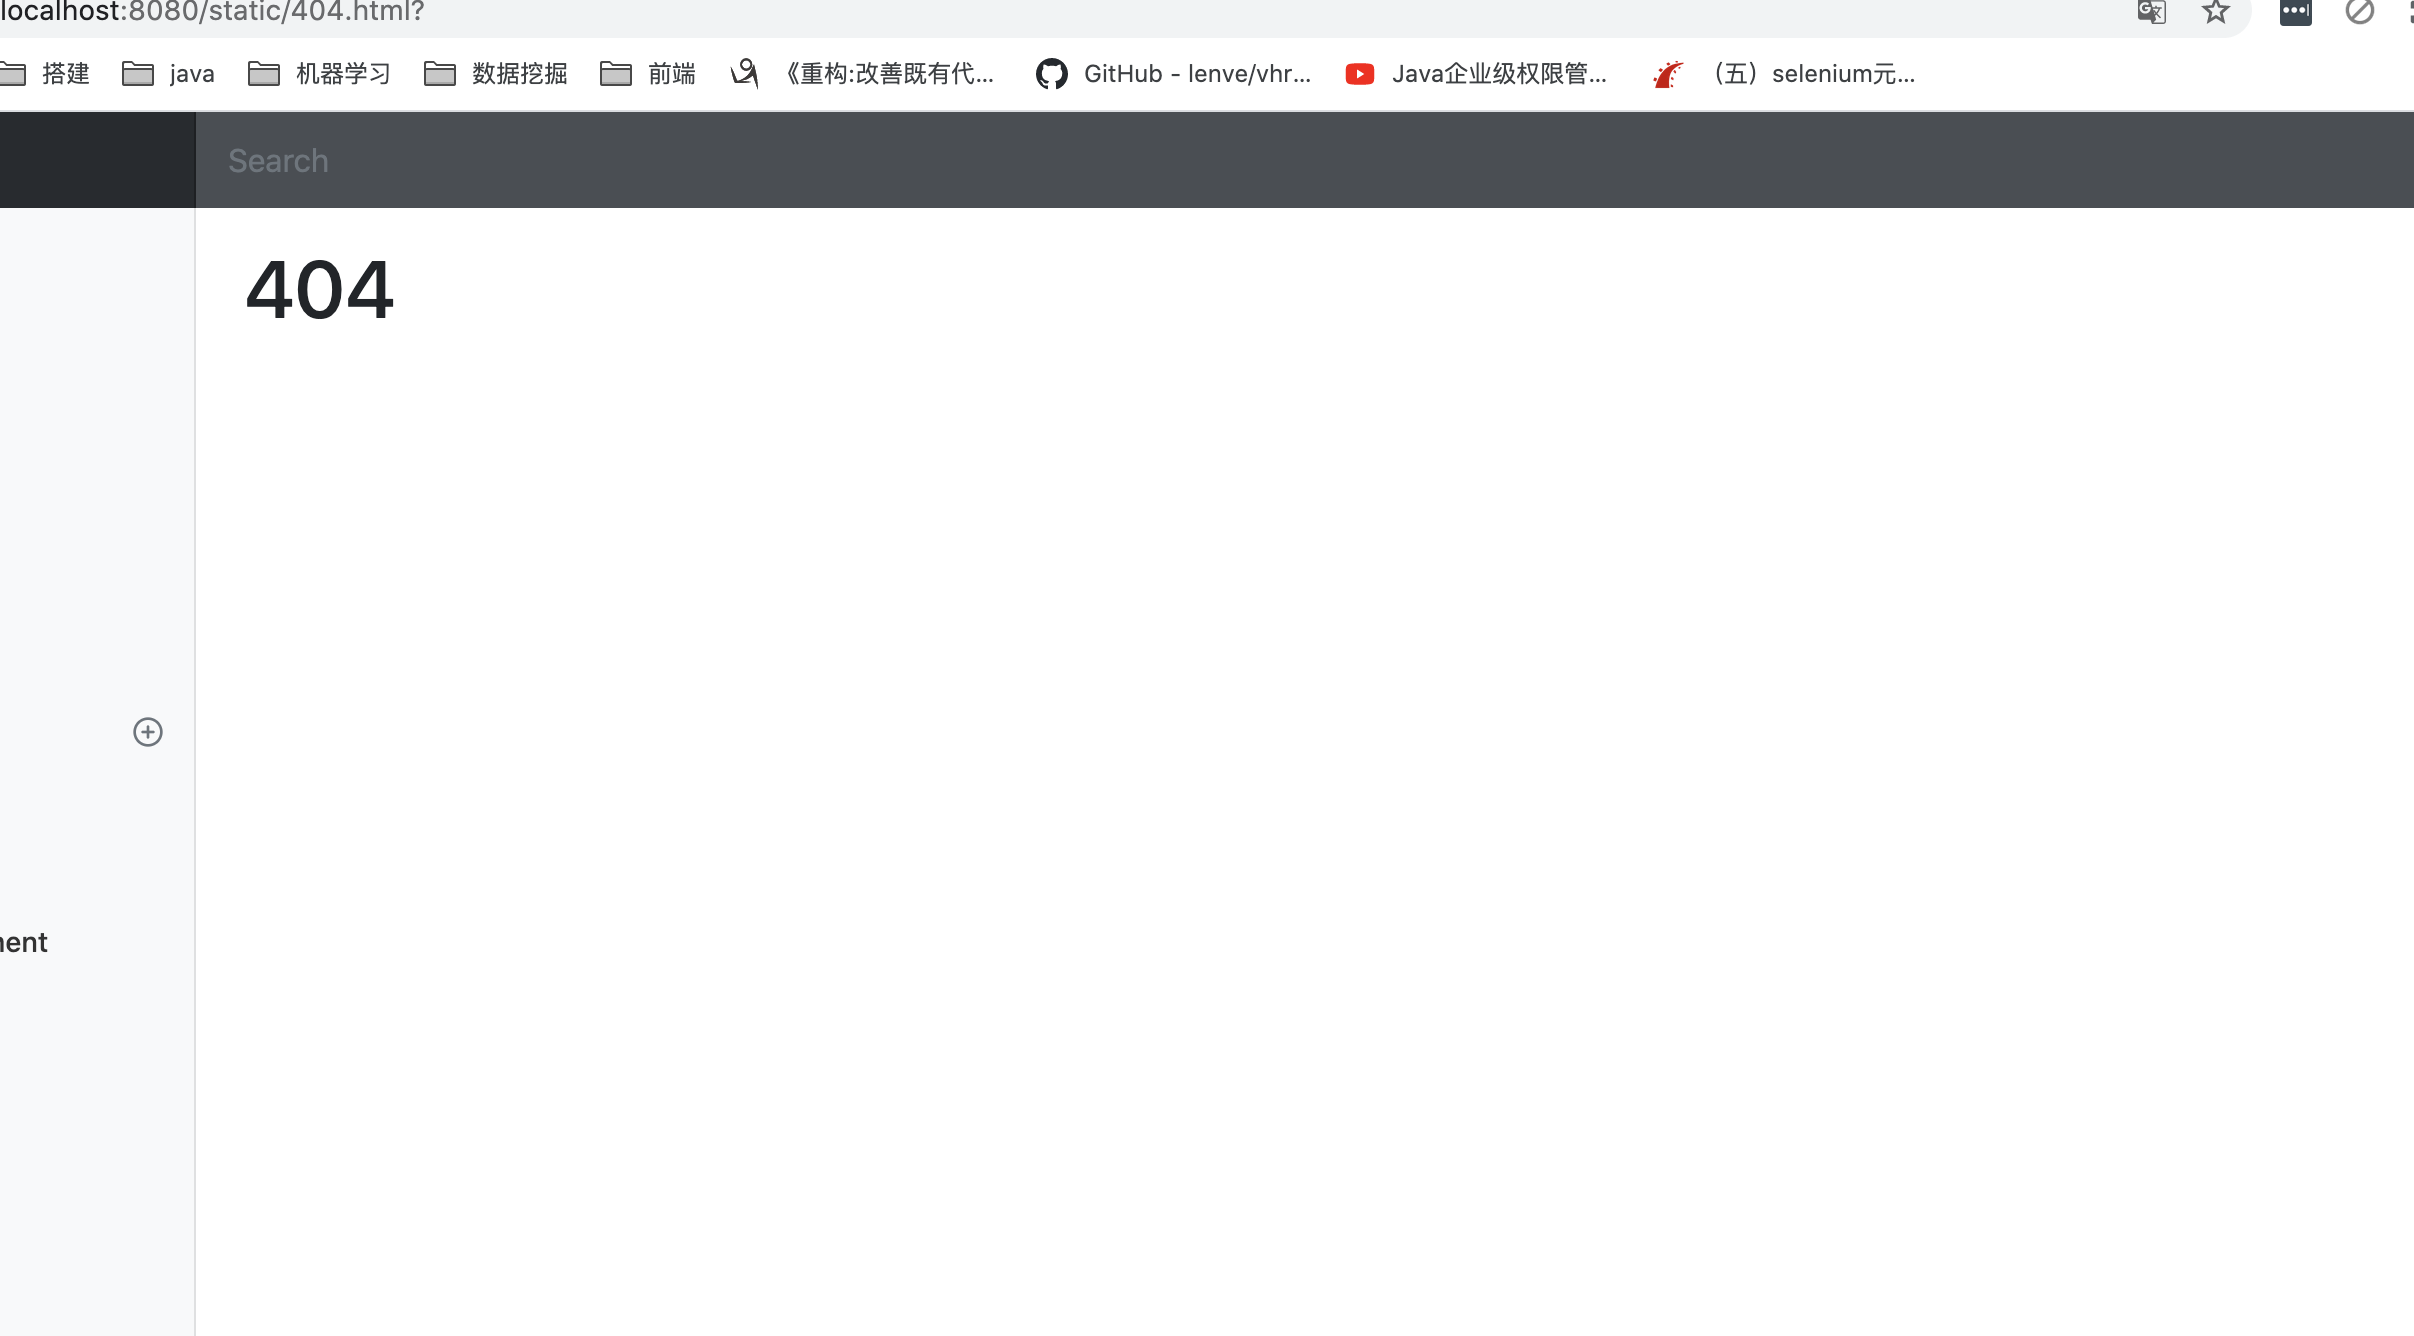 localhost:8080/static/404.html?
搭建 java 机器学习 数据挖掘 前端 《重构:改善既有代... GitHub - lenve/vhr... Java企业级权限管... （五）selenium元...
Search
404
ment